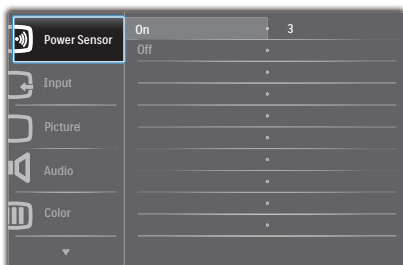 Power Sensor
On 3
Off
Input
Picture
Audio
Color